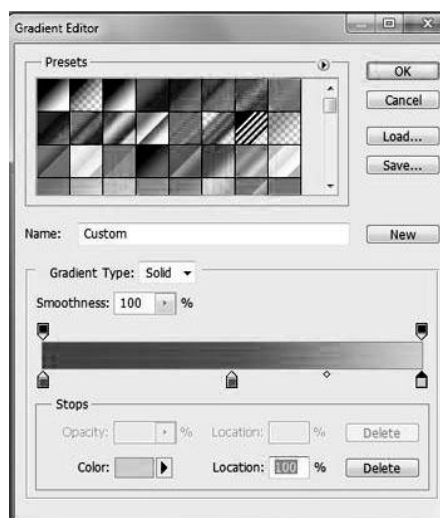 Gradient Editor
Presets
OK
Cancel
Load...
Save...
Name: Custom
New
Gradient Type: Solid
Smoothness: 100 %
Stops
Opacity: % Location: % Delete
Color: Location: 100 % Delete